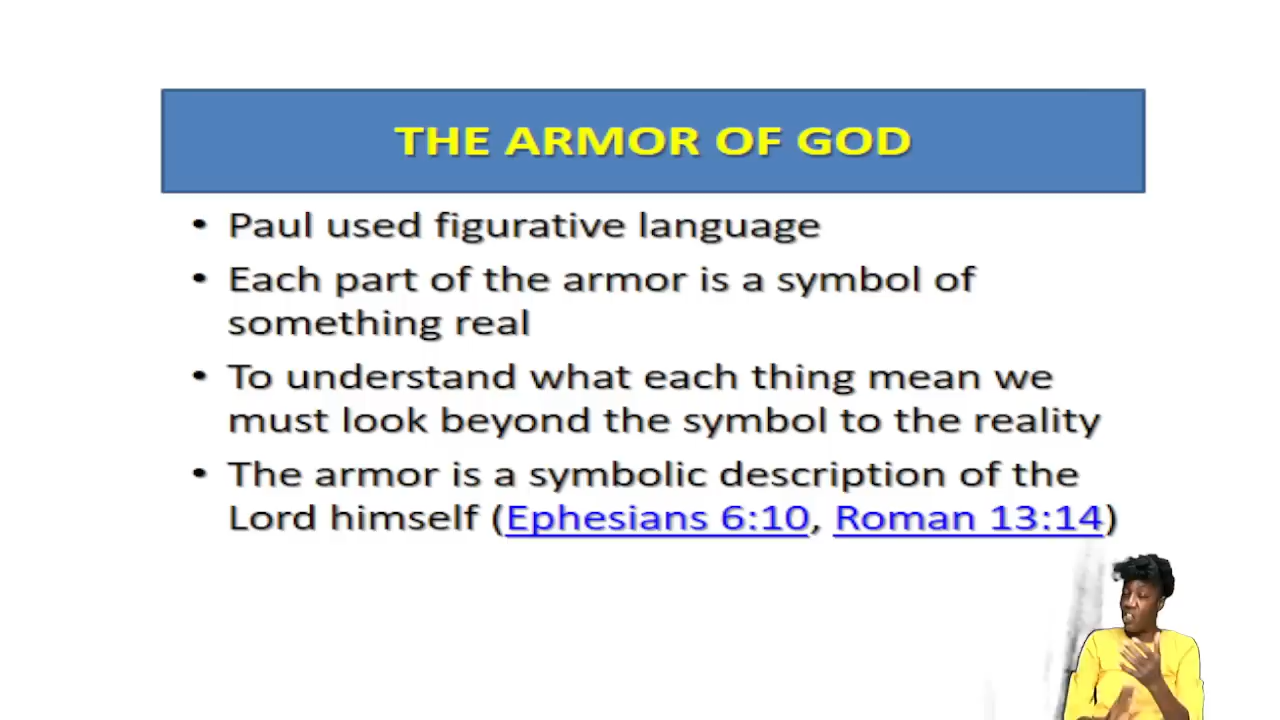 THE ARMOR OF GOD
• Paul used figurative language
• Each part of the armor is a symbol of
something real
• To understand what each thing mean we
must look beyond the symbol to the reality
• The armor is a symbolic description of the
Lord himself (Ephesians 6:10, Roman 13:14)